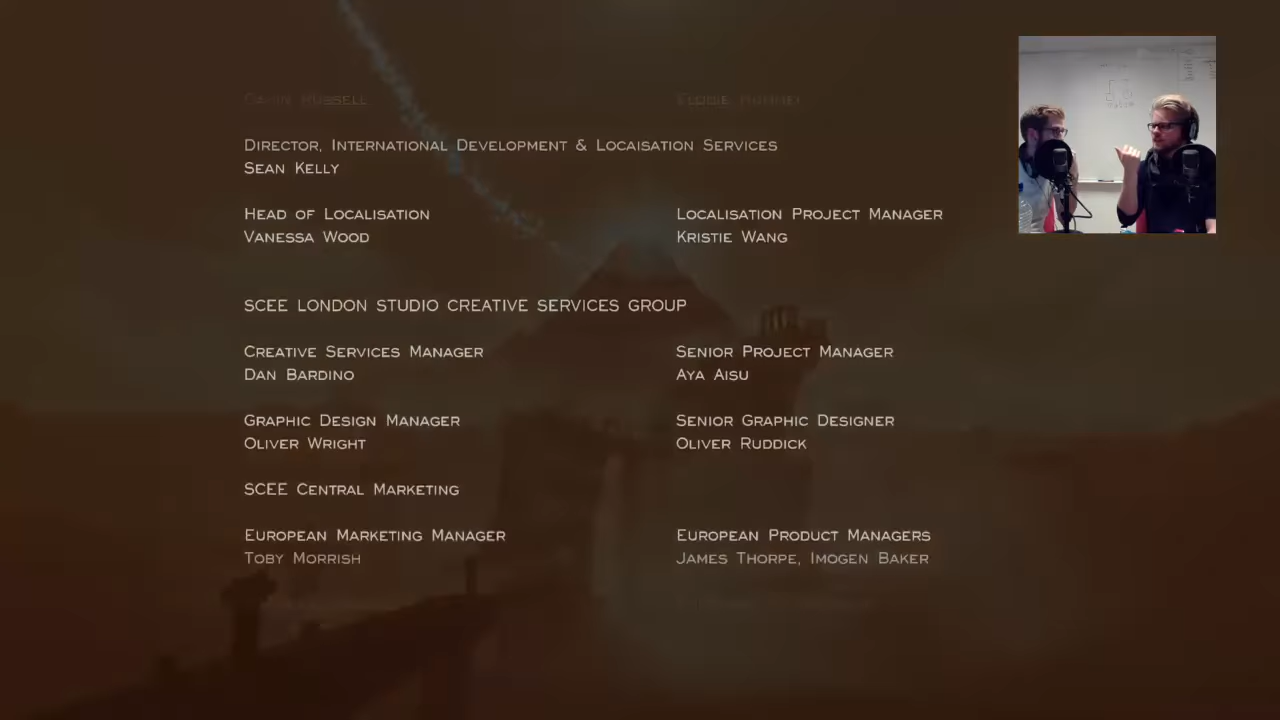 Gavin Russell
Director, International Development & Locaisation Services
Sean Kelly
Head of Localisation
Vanessa Wood
Localisation Project Manager
Kristie Wang
SCEE LONDON STUDIO CREATIVE SERVICES GROUP
Creative Services Manager
Dan Bardino
Senior Project Manager
Aya Aisu
Graphic Design Manager
Oliver Wright
Senior Graphic Designer
Oliver Ruddick
SCEE Central Marketing
European Marketing Manager
Toby Morrish
European Product Managers
James Thorpe, Imogen Baker